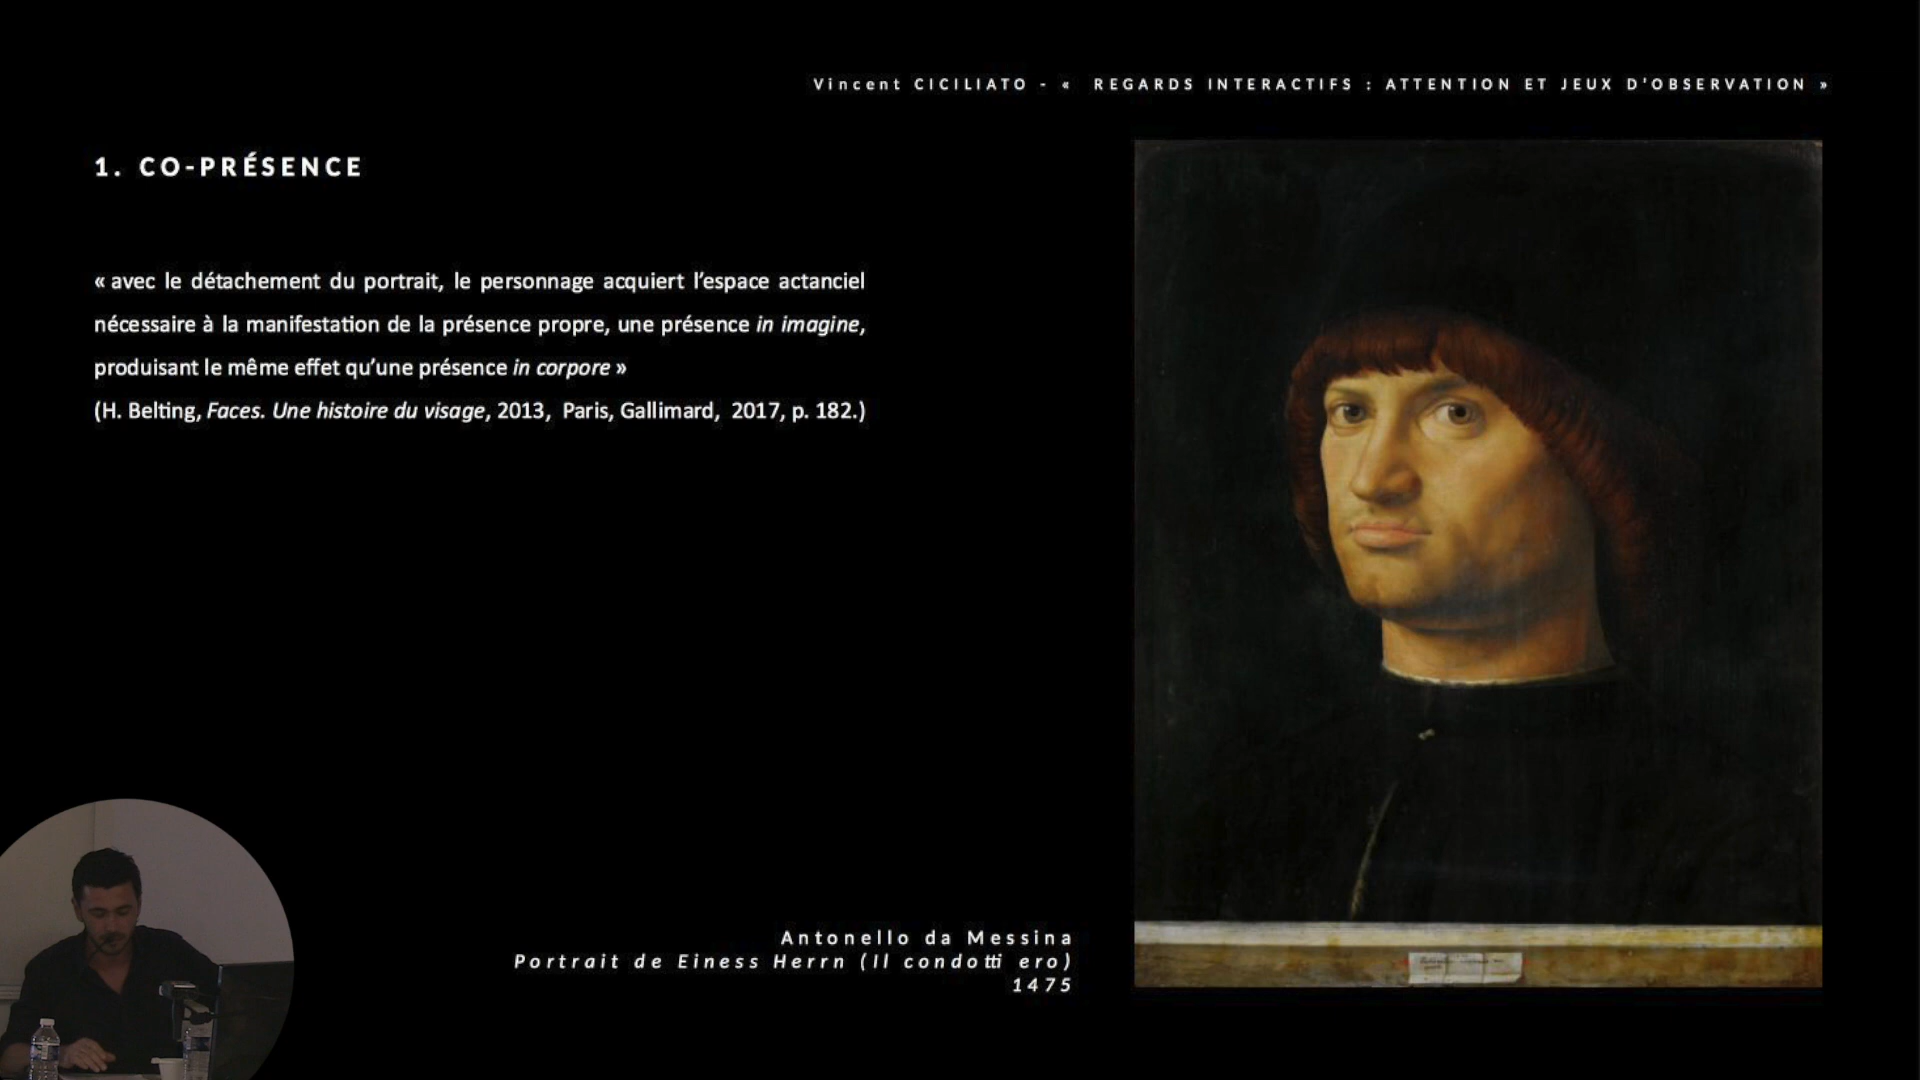 Vincent CICILIATO - « REGARDS INTERACTIFS : ATTENTION ET JEUX D'OBSERVATION »
1. CO-PRÉSENCE
« avec le détachement du portrait, le personnage acquiert l’espace actanciel
nécessaire à la manifestation de la présence propre, une présence in imagine,
produisant le même effet qu’une présence in corpore »
(H. Belting, Faces. Une histoire du visage, 2013, Paris, Gallimard, 2017, p. 182.)
Antonello da Messina
Portrait de Einess Herrn (Il condotti ero)
1475